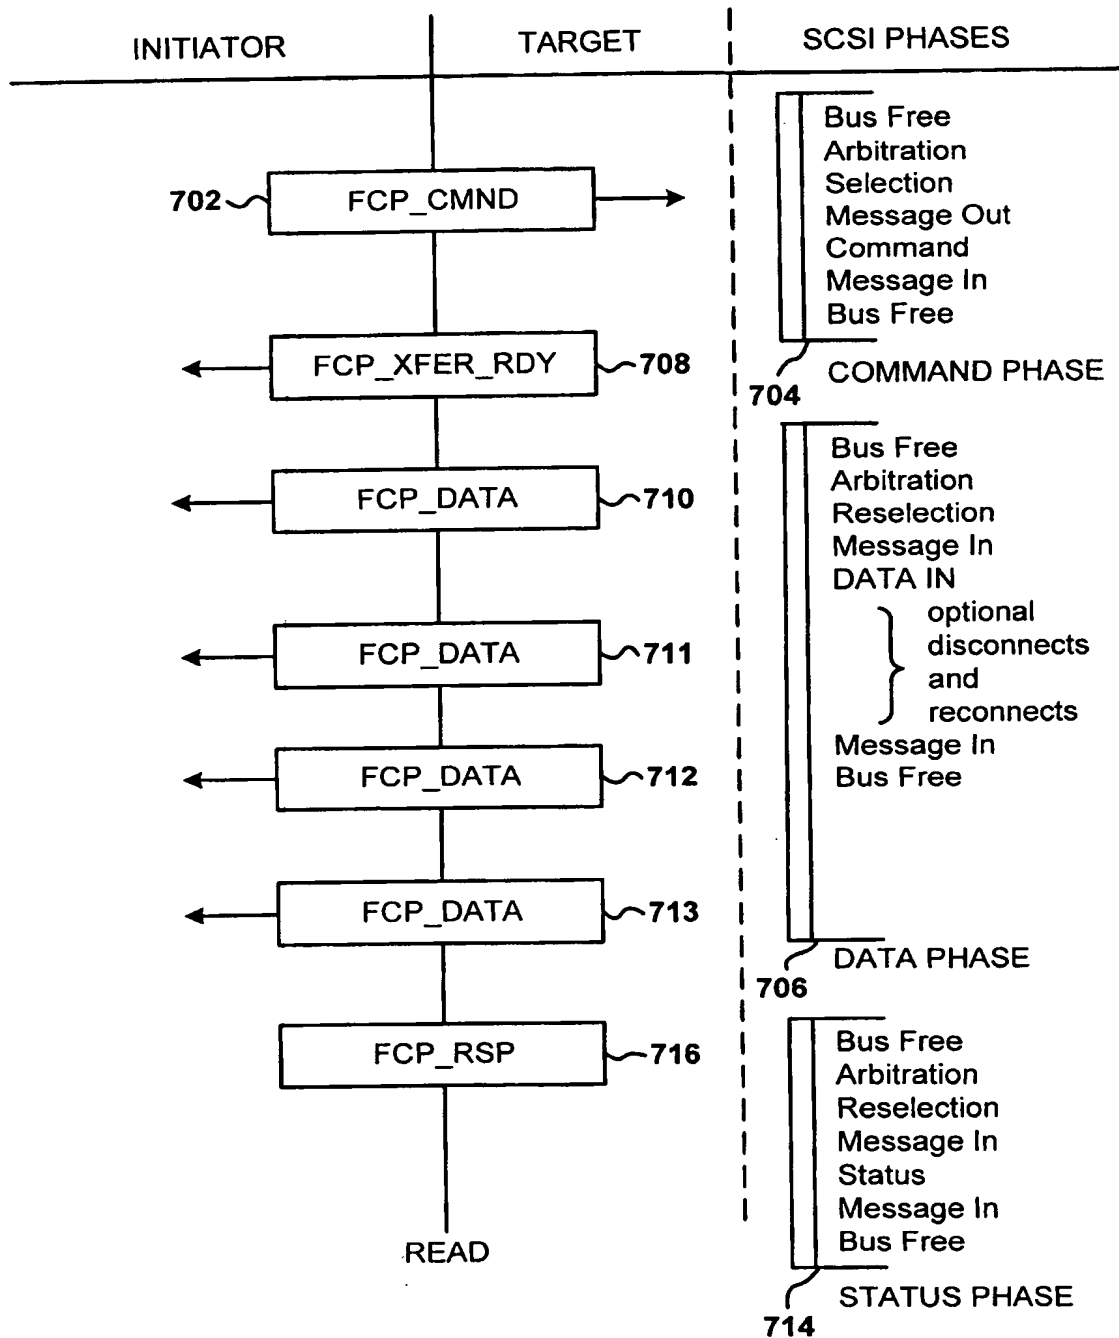 INITIATOR
TARGET
SCSI PHASES
702
FCP_CMND
FCP_XFER_RDY
708
FCP_DATA
710
FCP_DATA
711
FCP_DATA
712
FCP_DATA
713
FCP_RSP
716
READ
Bus Free
Arbitration
Selection
Message Out
Command
Message In
Bus Free
704
COMMAND PHASE
Bus Free
Arbitration
Reselection
Message In
DATA IN
optional
disconnects
and
reconnects
Message In
Bus Free
DATA PHASE
706
Bus Free
Arbitration
Reselection
Message In
Status
Message In
Bus Free
STATUS PHASE
714